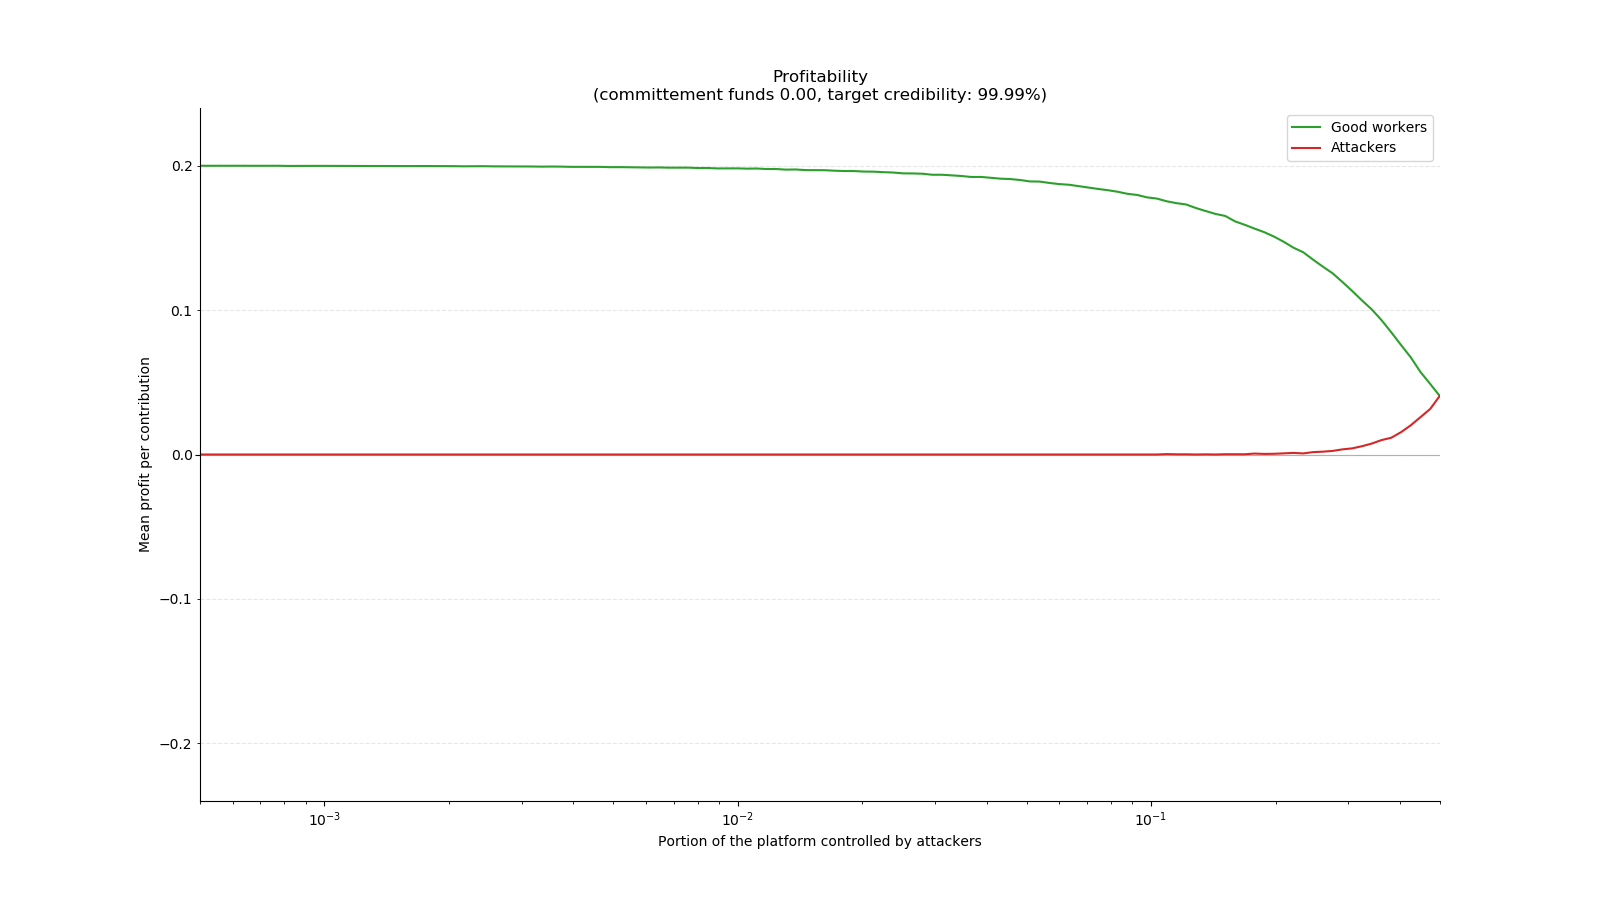 Profitability
(committement funds 0.00, target credibility: 99.99%)
Good workers
Attackers
0.2
0.1
0.0
−0.1
−0.2
Mean profit per contribution
10⁻³
10⁻²
10⁻¹
Portion of the platform controlled by attackers